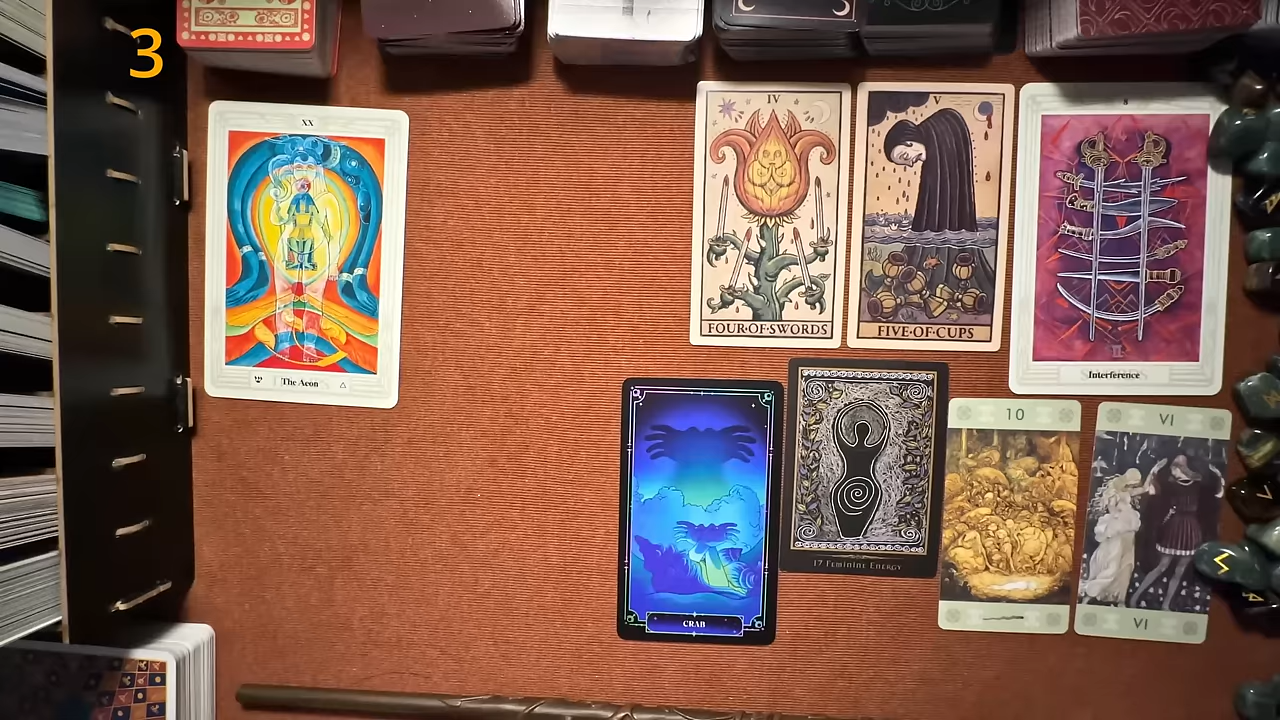 3
XX
The Aeon
IV
FOUR·OF·SWORDS
V
FIVE·OF·CUPS
8
Interference
CRAB
17 FEMININE ENERGY
10
VI
VI